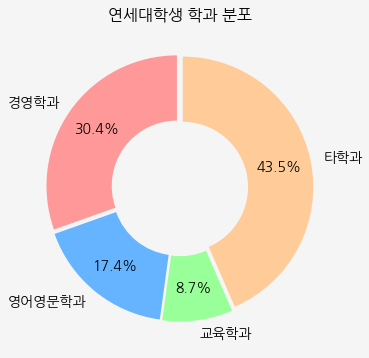 연세대학생 학과 분포
경영학과
30.4%
43.5%
타학과
17.4%
영어영문학과
8.7%
교육학과